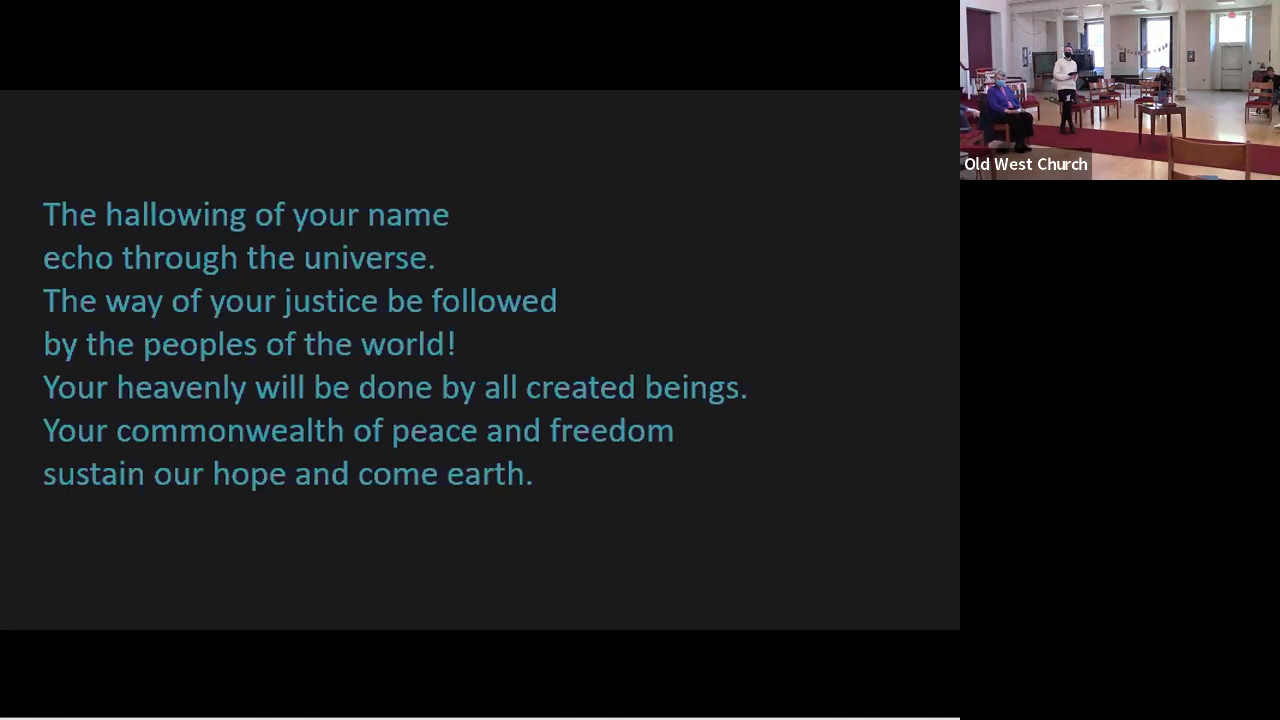 The hallowing of your name
echo through the universe.
The way of your justice be followed
by the peoples of the world!
Your heavenly will be done by all created beings.
Your commonwealth of peace and freedom
sustain our hope and come earth.
Old West Church